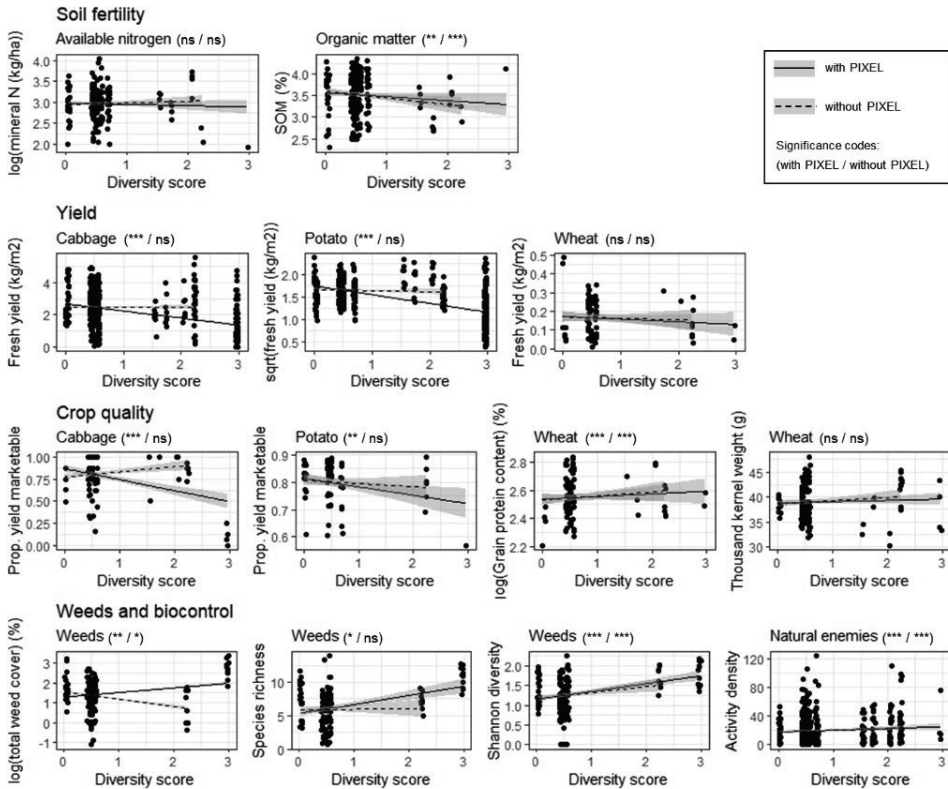 Soil fertility
Available nitrogen (ns / ns)
log(mineral N (kg/ha))
4.0
3.5
3.0
2.5
2.0
0 1 2 3
Diversity score
Organic matter (** / ***)
SOM (%)
4.5
4.0
3.5
3.0
2.5
0 1 2 3
Diversity score
with PIXEL
without PIXEL
Significance codes:
(with PIXEL / without PIXEL)
Yield
Cabbage (*** / ns)
Fresh yield (kg/m2)
4
2
0
0 1 2 3
Diversity score
Potato (*** / ns)
sqrt(fresh yield (kg/m2))
2.0
1.5
1.0
0.5
0 1 2 3
Diversity score
Wheat (ns / ns)
Fresh yield (kg/m2)
0.5
0.4
0.3
0.2
0.1
0.0
0 1 2 3
Diversity score
Crop quality
Cabbage (*** / ns)
Prop. yield marketable
1.00
0.75
0.50
0.25
0.00
0 1 2 3
Diversity score
Potato (** / ns)
Prop. yield marketable
0.9
0.8
0.7
0.6
0 1 2 3
Diversity score
Wheat (*** / ***)
log(Grain protein content) (%)
2.8
2.6
2.4
2.2
0 1 2 3
Diversity score
Wheat (ns / ns)
Thousand kernel weight (g)
45
40
35
30
0 1 2 3
Diversity score
Weeds and biocontrol
Weeds (** / *)
log(total weed cover) (%)
3
2
1
0
-1
0 1 2 3
Diversity score
Weeds (* / ns)
Species richness
10
5
0
0 1 2 3
Diversity score
Weeds (*** / ***)
Shannon diversity
2.0
1.5
1.0
0.5
0.0
0 1 2 3
Diversity score
Natural enemies (*** / ***)
Activity density
125
100
75
50
26
0
0 1 2 3
Diversity score